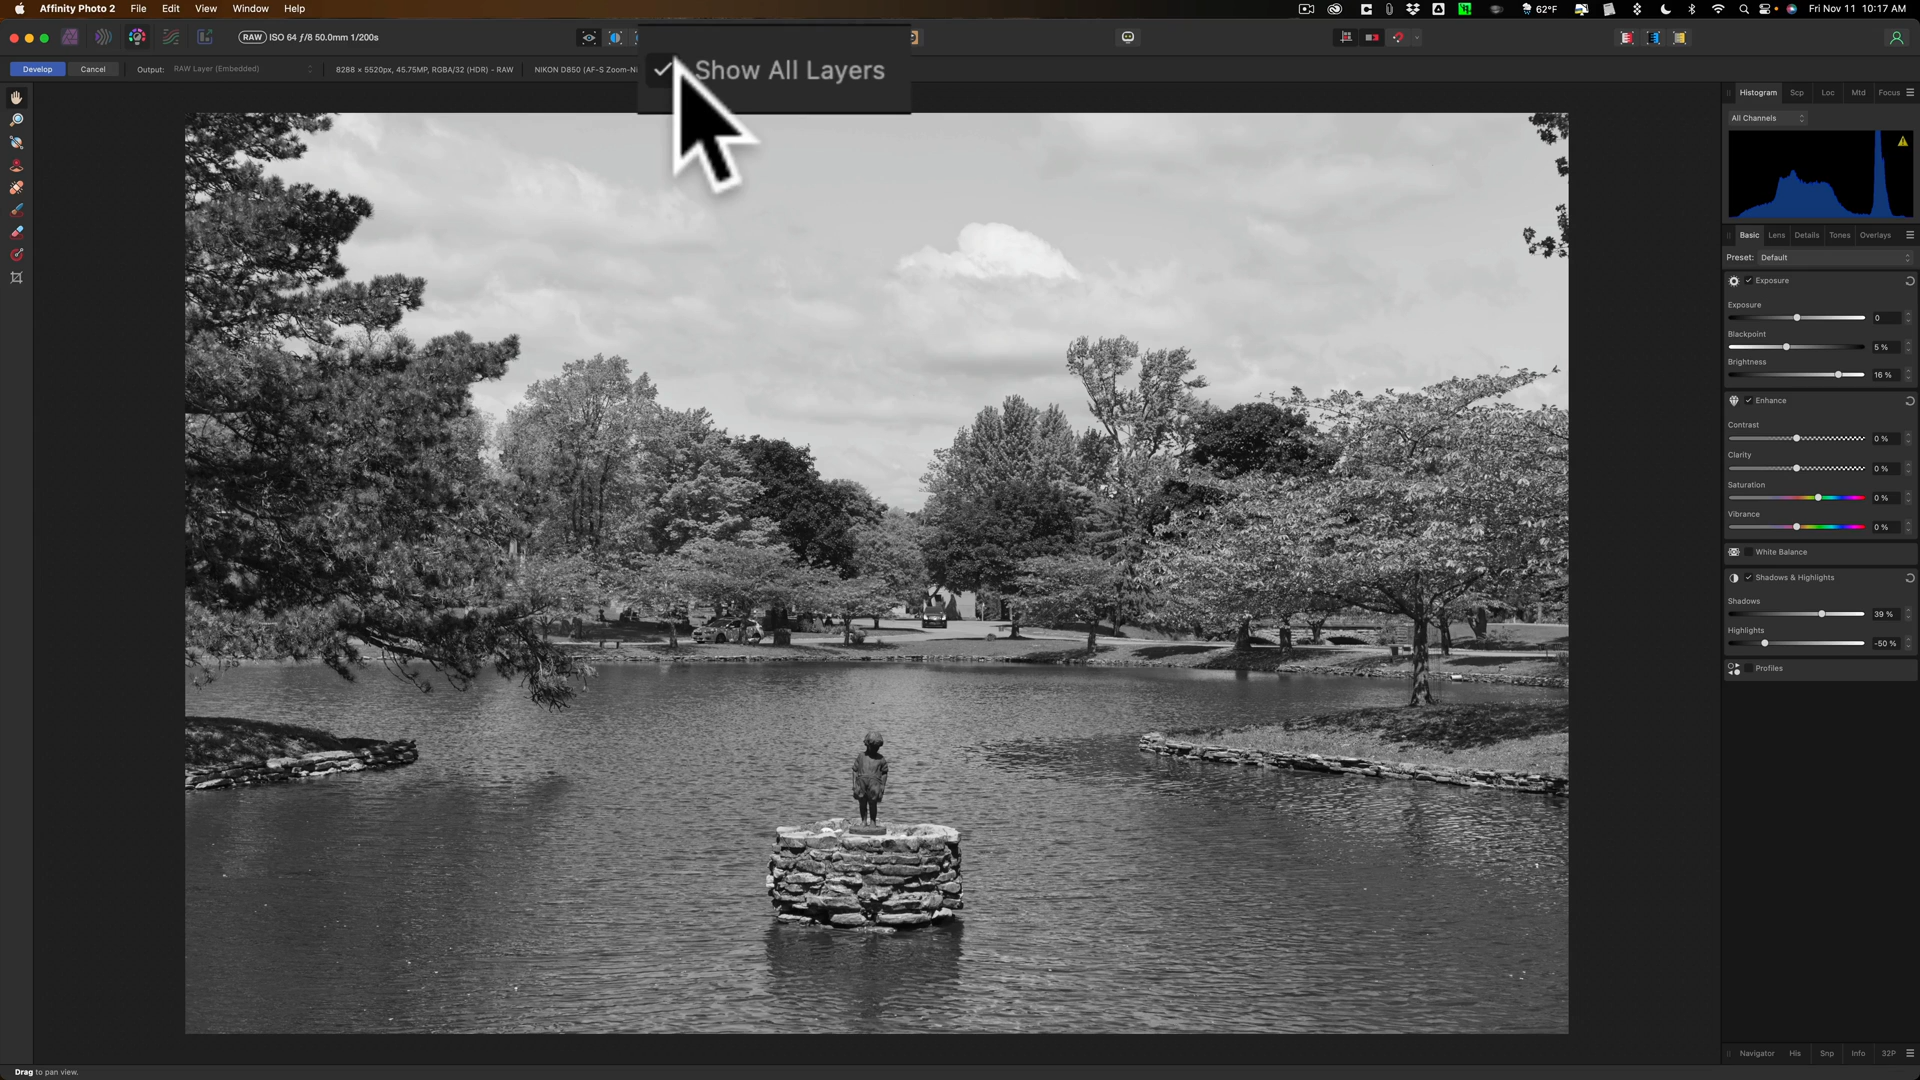 Affinity Photo 2 File Edit View Window Help 62°F Fri Nov 11 10:17 AM
RAW ISO 64 ƒ/8 50.0mm 1/200s
Show All Layers
Develop Cancel Output: RAW Layer (Embedded) 8288 × 5520px, 45.75MP, RGBA/32 (HDR) - RAW NIKON D850 (AF-S Zoom-Ni
Histogram Scp Loc Mtd Focus
All Channels
Basic Lens Details Tones Overlays
Preset: Default
Exposure
Exposure
0
Blackpoint
5 %
Brightness
16 %
Enhance
Contrast
0 %
Clarity
0 %
Saturation
0 %
Vibrance
0 %
White Balance
Shadows & Highlights
Shadows
39 %
Highlights
-50 %
Profiles
Navigator His Snp Info 32P
Drag to pan view.